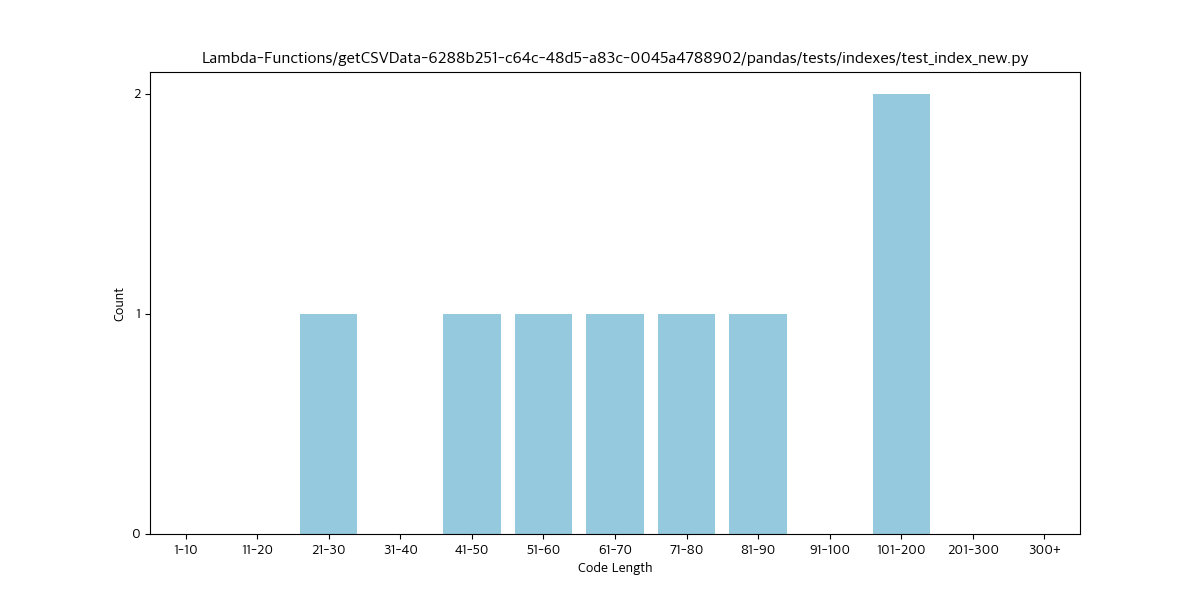 Lambda-Functions/getCSVData-6288b251-c64c-48d5-a83c-0045a4788902/pandas/tests/indexes/test_index_new.py
2
1
0
Count
1-10 11-20 21-30 31-40 41-50 51-60 61-70 71-80 81-90 91-100 101-200 201-300 300+
Code Length